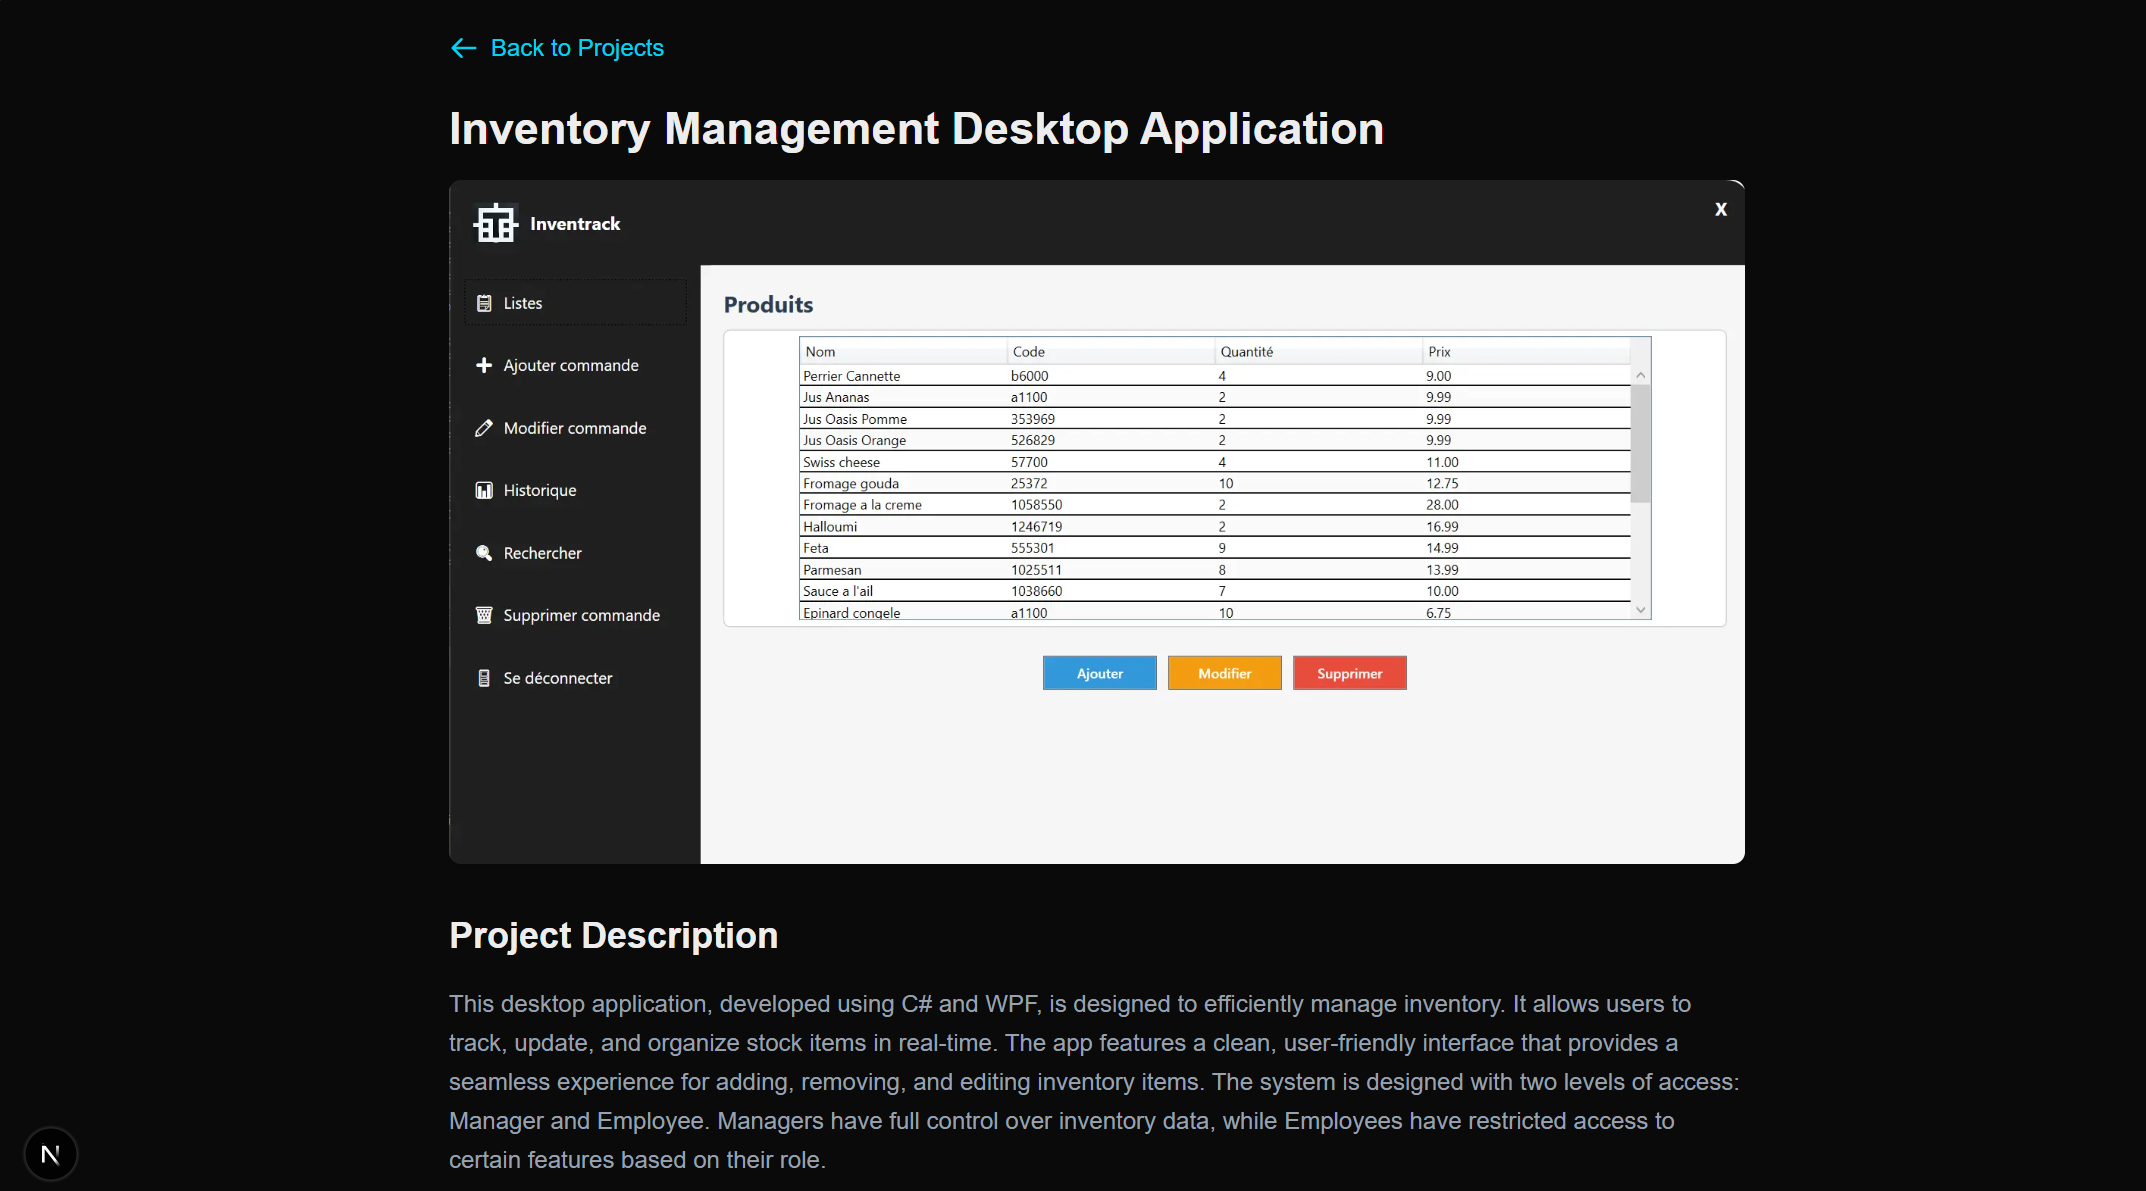 Back to Projects
Inventory Management Desktop Application
Inventrack
X
Listes
Ajouter commande
Modifier commande
Historique
Rechercher
Supprimer commande
Se déconnecter
Produits
Nom Code Quantité Prix
Perrier Cannette b6000 4 9.00
Jus Ananas a1100 2 9.99
Jus Oasis Pomme 353969 2 9.99
Jus Oasis Orange 526829 2 9.99
Swiss cheese 57700 4 11.00
Fromage gouda 25372 10 12.75
Fromage a la creme 1058550 2 28.00
Halloumi 1246719 2 16.99
Feta 555301 9 14.99
Parmesan 1025511 8 13.99
Sauce a l'ail 1038660 7 10.00
Epinard congele a1100 10 6.75
Ajouter Modifier Supprimer
Project Description
This desktop application, developed using C# and WPF, is designed to efficiently manage inventory. It allows users to
track, update, and organize stock items in real-time. The app features a clean, user-friendly interface that provides a
seamless experience for adding, removing, and editing inventory items. The system is designed with two levels of access:
Manager and Employee. Managers have full control over inventory data, while Employees have restricted access to
certain features based on their role.
N